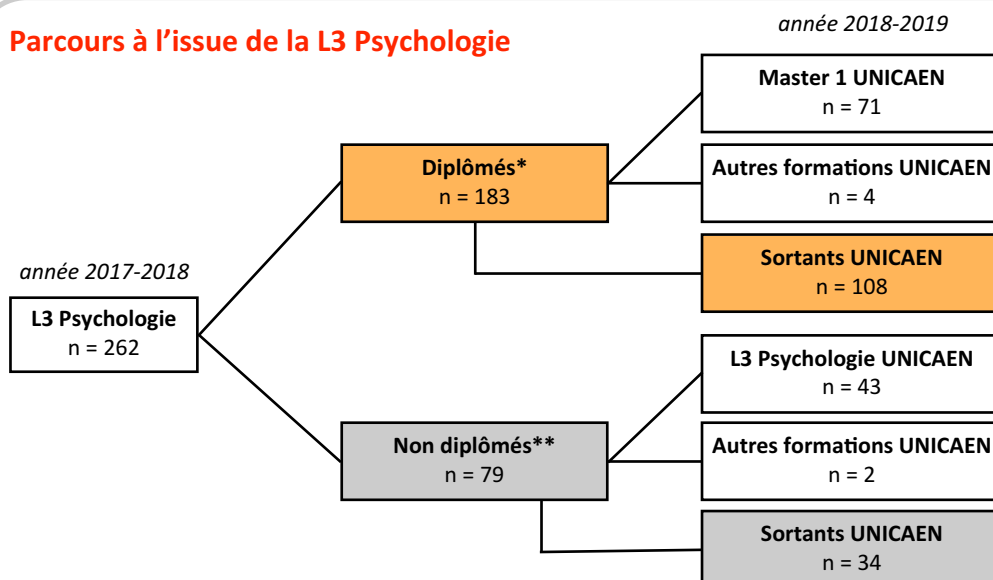 Parcours à l’issue de la L3 Psychologie
année 2018-2019
Master 1 UNICAEN
n = 71
Diplômés*
n = 183
Autres formations UNICAEN
n = 4
Sortants UNICAEN
n = 108
année 2017-2018
L3 Psychologie
n = 262
L3 Psychologie UNICAEN
n = 43
Non diplômés**
n = 79
Autres formations UNICAEN
n = 2
Sortants UNICAEN
n = 34